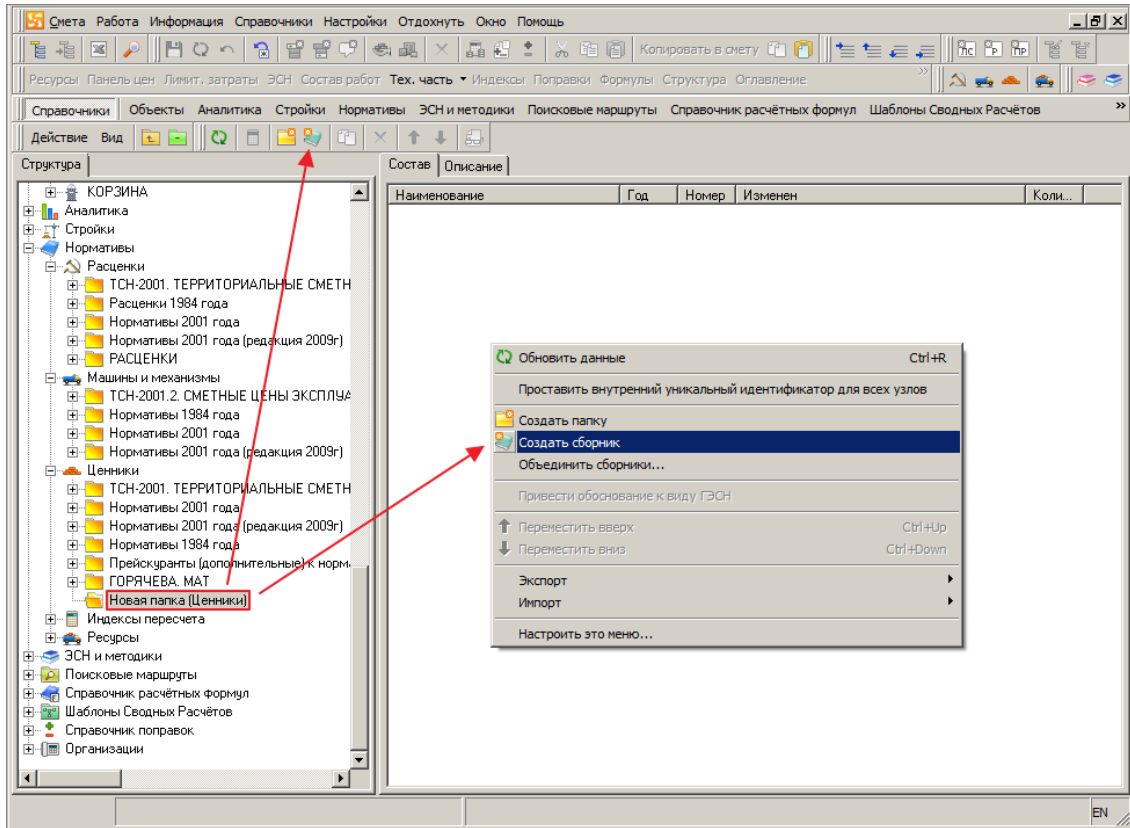 Смета Работа Информация Справочники Настройки Отдохнуть Окно Помощь
Копировать в смету ЛС ЛР ПР
Ресурсы Панель цен Лимит. затраты ЭСН Состав работ Тех. часть Индексы Поправки Формулы Структура Оглавление
Справочники Объекты Аналитика Стройки Нормативы ЭСН и методики Поисковые маршруты Справочник расчётных формул Шаблоны Сводных Расчётов
Действие Вид
Структура
Состав Описание
Наименование Год Номер Изменен Коли...
КОРЗИНА
Аналитика
Стройки
Нормативы
Расценки
ТСН-2001. ТЕРРИТОРИАЛЬНЫЕ СМЕТН
Расценки 1984 года
Нормативы 2001 года
Нормативы 2001 года (редакция 2009г)
РАСЦЕНКИ
Машины и механизмы
ТСН-2001.2. СМЕТНЫЕ ЦЕНЫ ЭКСПЛУА
Нормативы 1984 года
Нормативы 2001 года
Нормативы 2001 года (редакция 2009г)
Ценники
ТСН-2001. ТЕРРИТОРИАЛЬНЫЕ СМЕТН
Нормативы 2001 года
Нормативы 2001 года (редакция 2009г)
Нормативы 1984 года
Прейскуранты (дополнительные) к норм.
ГОРЯЧЕВА. МАТ
Новая папка (Ценники)
Индексы пересчета
Ресурсы
ЭСН и методики
Поисковые маршруты
Справочник расчётных формул
Шаблоны Сводных Расчётов
Справочник поправок
Организации
Обновить данные Ctrl+R
Проставить внутренний уникальный идентификатор для всех узлов
Создать папку
Создать сборник
Объединить сборники...
Привести обоснование к виду ГЭСН
Переместить вверх Ctrl+Up
Переместить вниз Ctrl+Down
Экспорт
Импорт
Настроить это меню...
EN